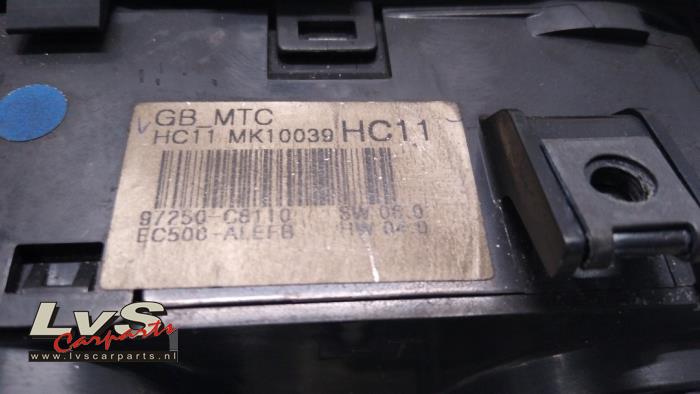 GB_MTC
HC11 MK10039 HC11
97250-C8110 SW 06.0
EC500-ALEFB HW 04.0
LvS
Carparts
www.lvscarparts.nl